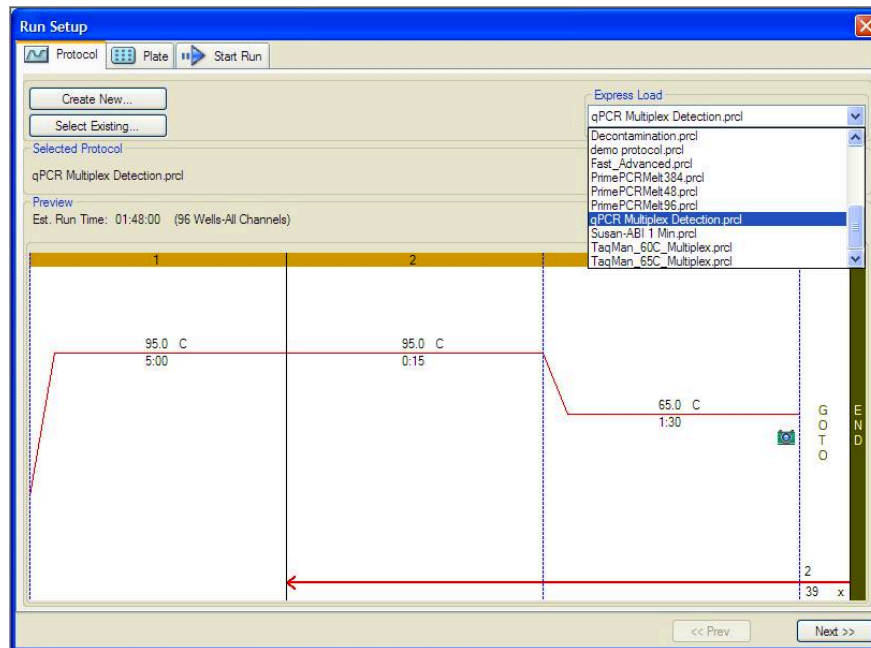 Run Setup
Protocol
Plate
Start Run
Create New...
Select Existing...
Express Load
qPCR Multiplex Detection.prcl
Decontamination.prcl
demo protocol.prcl
Fast_Advanced.prcl
PrimePCRMelt384.prcl
PrimePCRMelt48.prcl
PrimePCRMelt96.prcl
qPCR Multiplex Detection.prcl
Susan-ABI 1 Min.prcl
TaqMan_60C_Multiplex.prcl
TaqMan_65C_Multiplex.prcl
Selected Protocol
qPCR Multiplex Detection.prcl
Preview
Est. Run Time: 01:48:00 (96 Wells-All Channels)
1
2
95.0 C
5:00
95.0 C
0:15
65.0 C
1:30
GOTO
END
2
39 x
<< Prev
Next >>